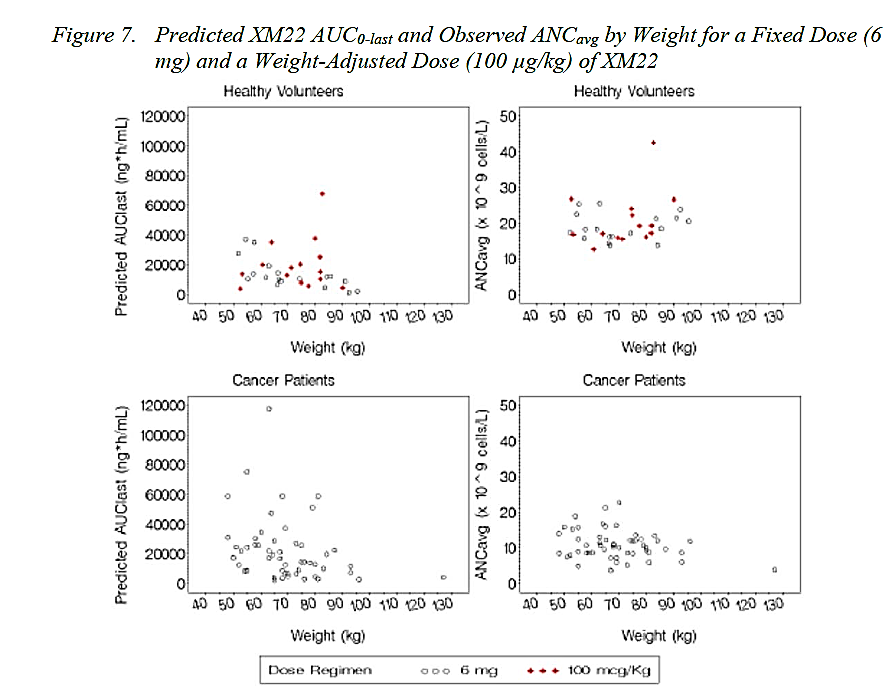 Figure 7. Predicted XM22 AUC0-last and Observed ANCavg by Weight for a Fixed Dose (6
mg) and a Weight-Adjusted Dose (100 µg/kg) of XM22
Healthy Volunteers
Predicted AUClast (ng*h/mL)
120000
100000
80000
60000
40000
20000
0
40 50 60 70 80 90 100 110 120 130
Weight (kg)
Healthy Volunteers
ANCavg (x 10^9 cells/L)
50
40
30
20
10
0
40 50 60 70 80 90 100 110 120 130
Weight (kg)
Cancer Patients
Predicted AUClast (ng*h/mL)
120000
100000
80000
60000
40000
20000
0
40 50 60 70 80 90 100 110 120 130
Weight (kg)
Cancer Patients
ANCavg (x 10^9 cells/L)
50
40
30
20
10
0
40 50 60 70 80 90 100 110 120 130
Weight (kg)
Dose Regimen 6 mg 100 mcg/Kg